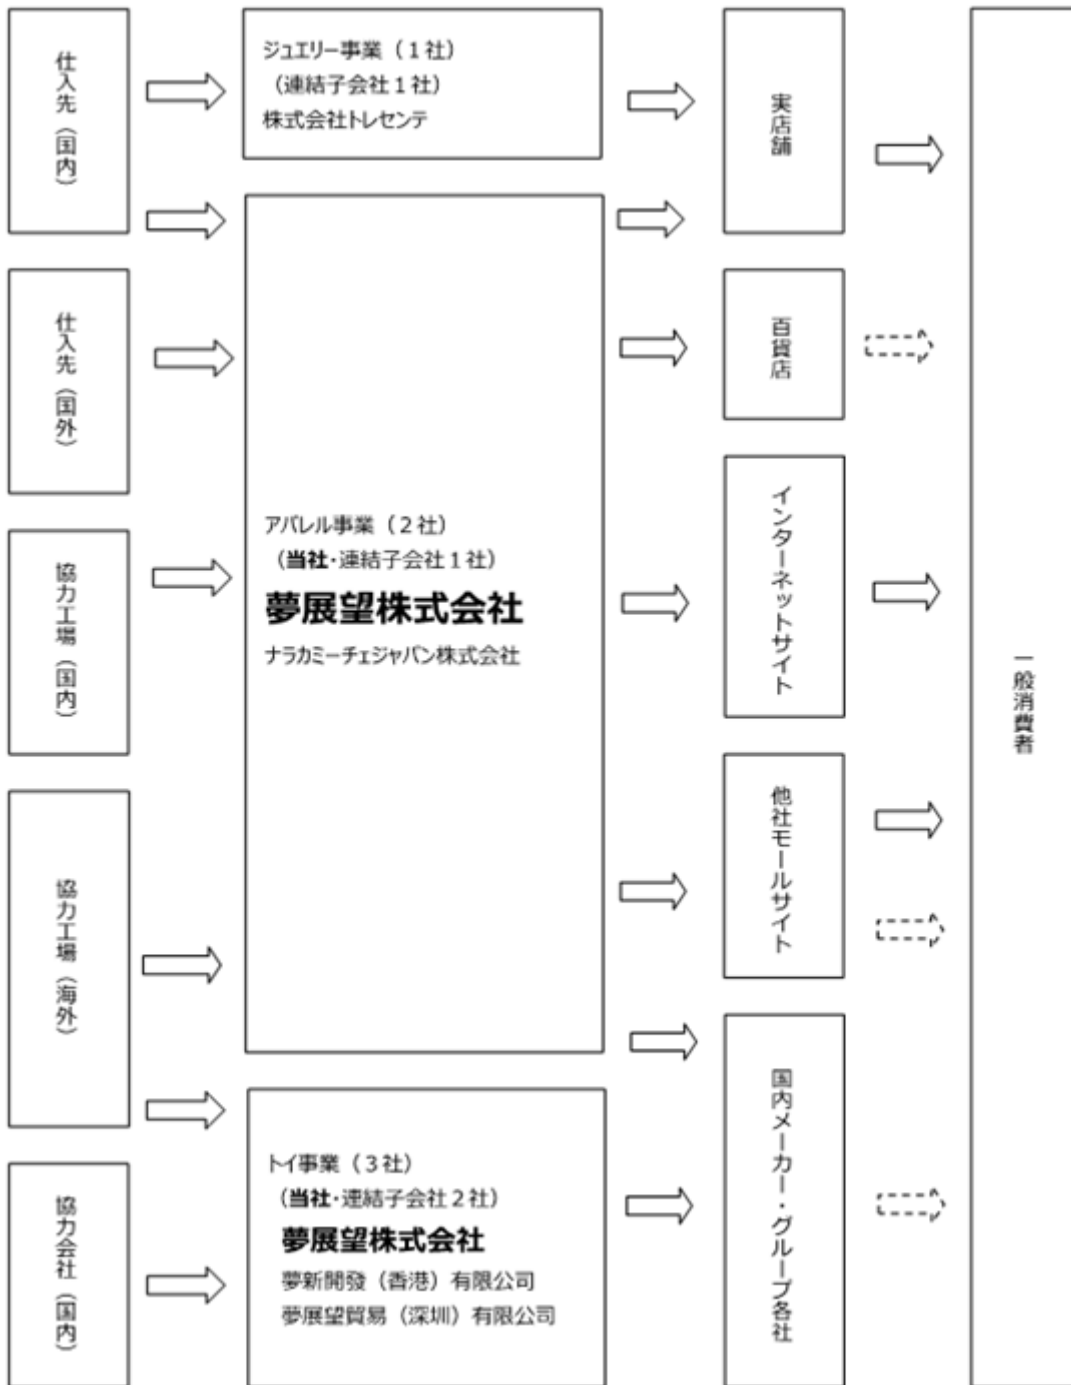 仕入先（国内）
仕入先（国外）
協力工場（国内）
協力工場（海外）
協力会社（国内）
ジュエリー事業（１社）
（連結子会社１社）
株式会社トレセンテ
アパレル事業（２社）
（当社・連結子会社１社）
夢展望株式会社
ナラカミーチェジャパン株式会社
トイ事業（３社）
（当社・連結子会社２社）
夢展望株式会社
夢新開發（香港）有限公司
夢展望貿易（深圳）有限公司
実店舗
百貨店
インターネットサイト
他社モールサイト
国内メーカー・グループ各社
一般消費者